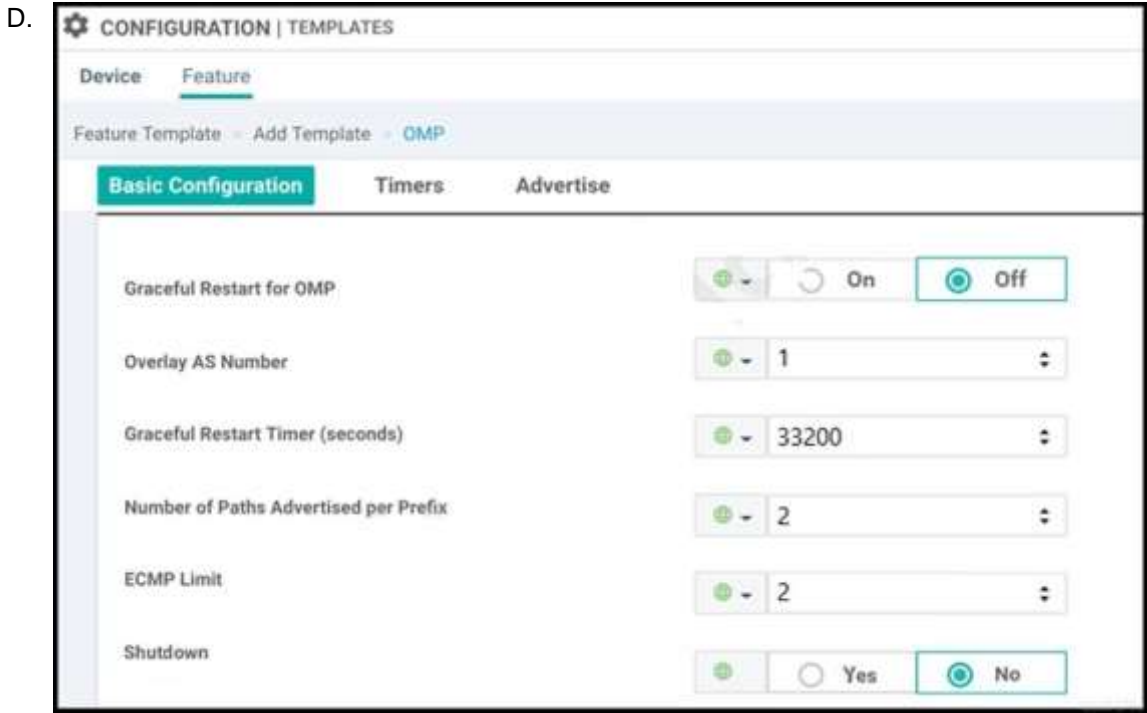 D.
CONFIGURATION | TEMPLATES
Device Feature
Feature Template Add Template OMP
Basic Configuration Timers Advertise
Graceful Restart for OMP On Off
Overlay AS Number 1
Graceful Restart Timer (seconds) 33200
Number of Paths Advertised per Prefix 2
ECMP Limit 2
Shutdown Yes No